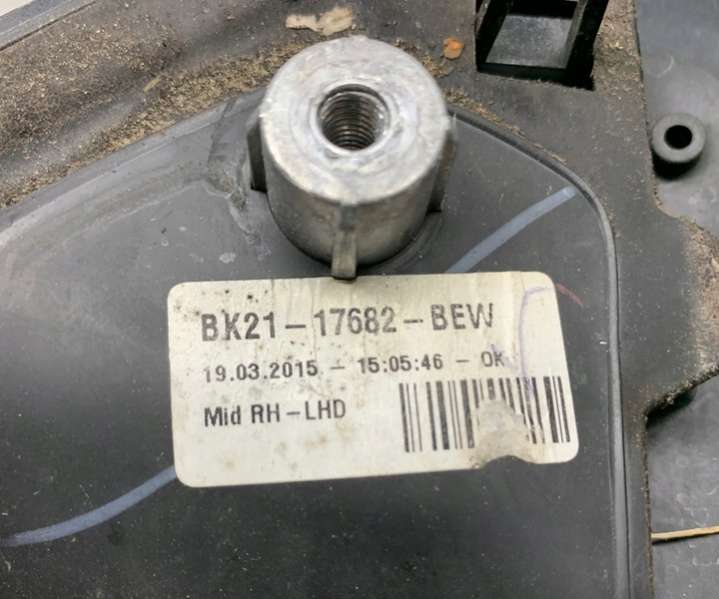 BK21-17682-BEW
19.03.2015 - 15:05:46 - OK
Mid RH-LHD